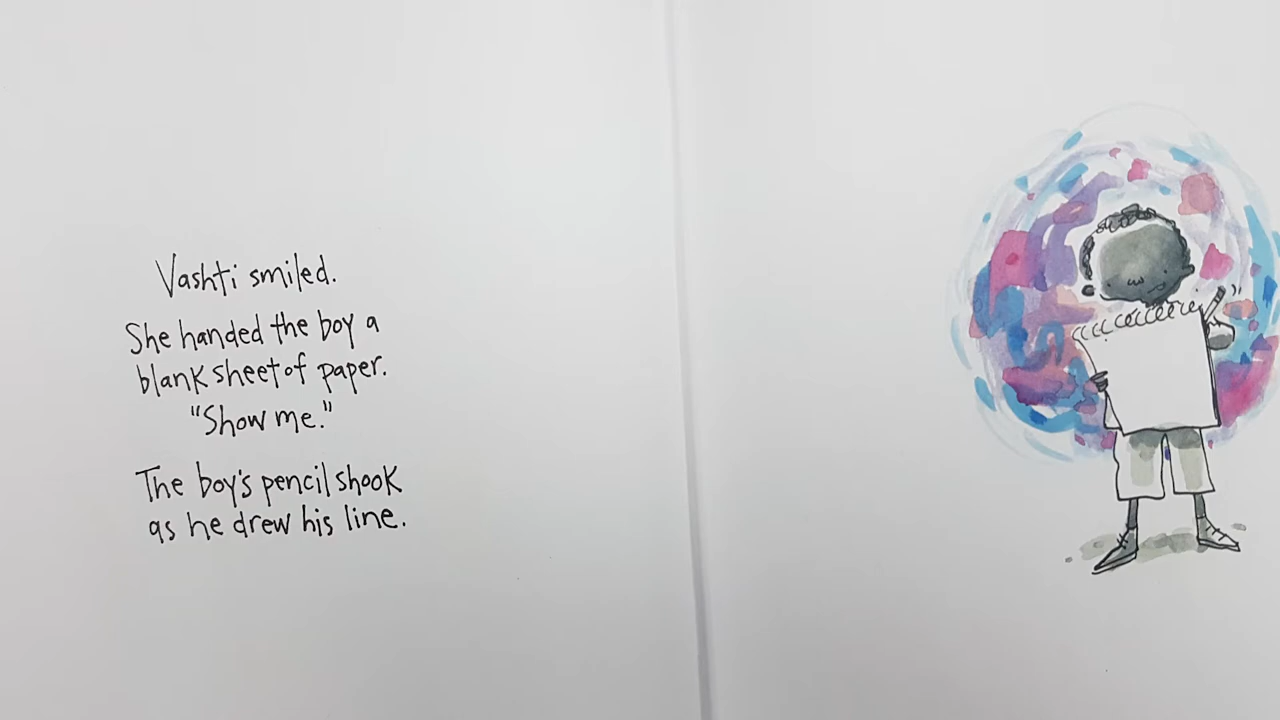 Vashti smiled.
She handed the boy a
blank sheet of paper.
"Show me."
The boy's pencil shook
as he drew his line.